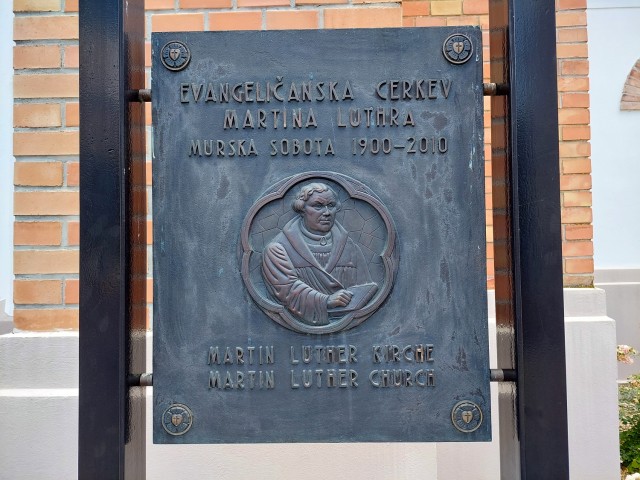 EVANGELIČANSKA CERKEV
MARTINA LUTHRA
MURSKA SOBOTA 1900-2010
MARTIN LUTHER KIRCHE
MARTIN LUTHER CHURCH